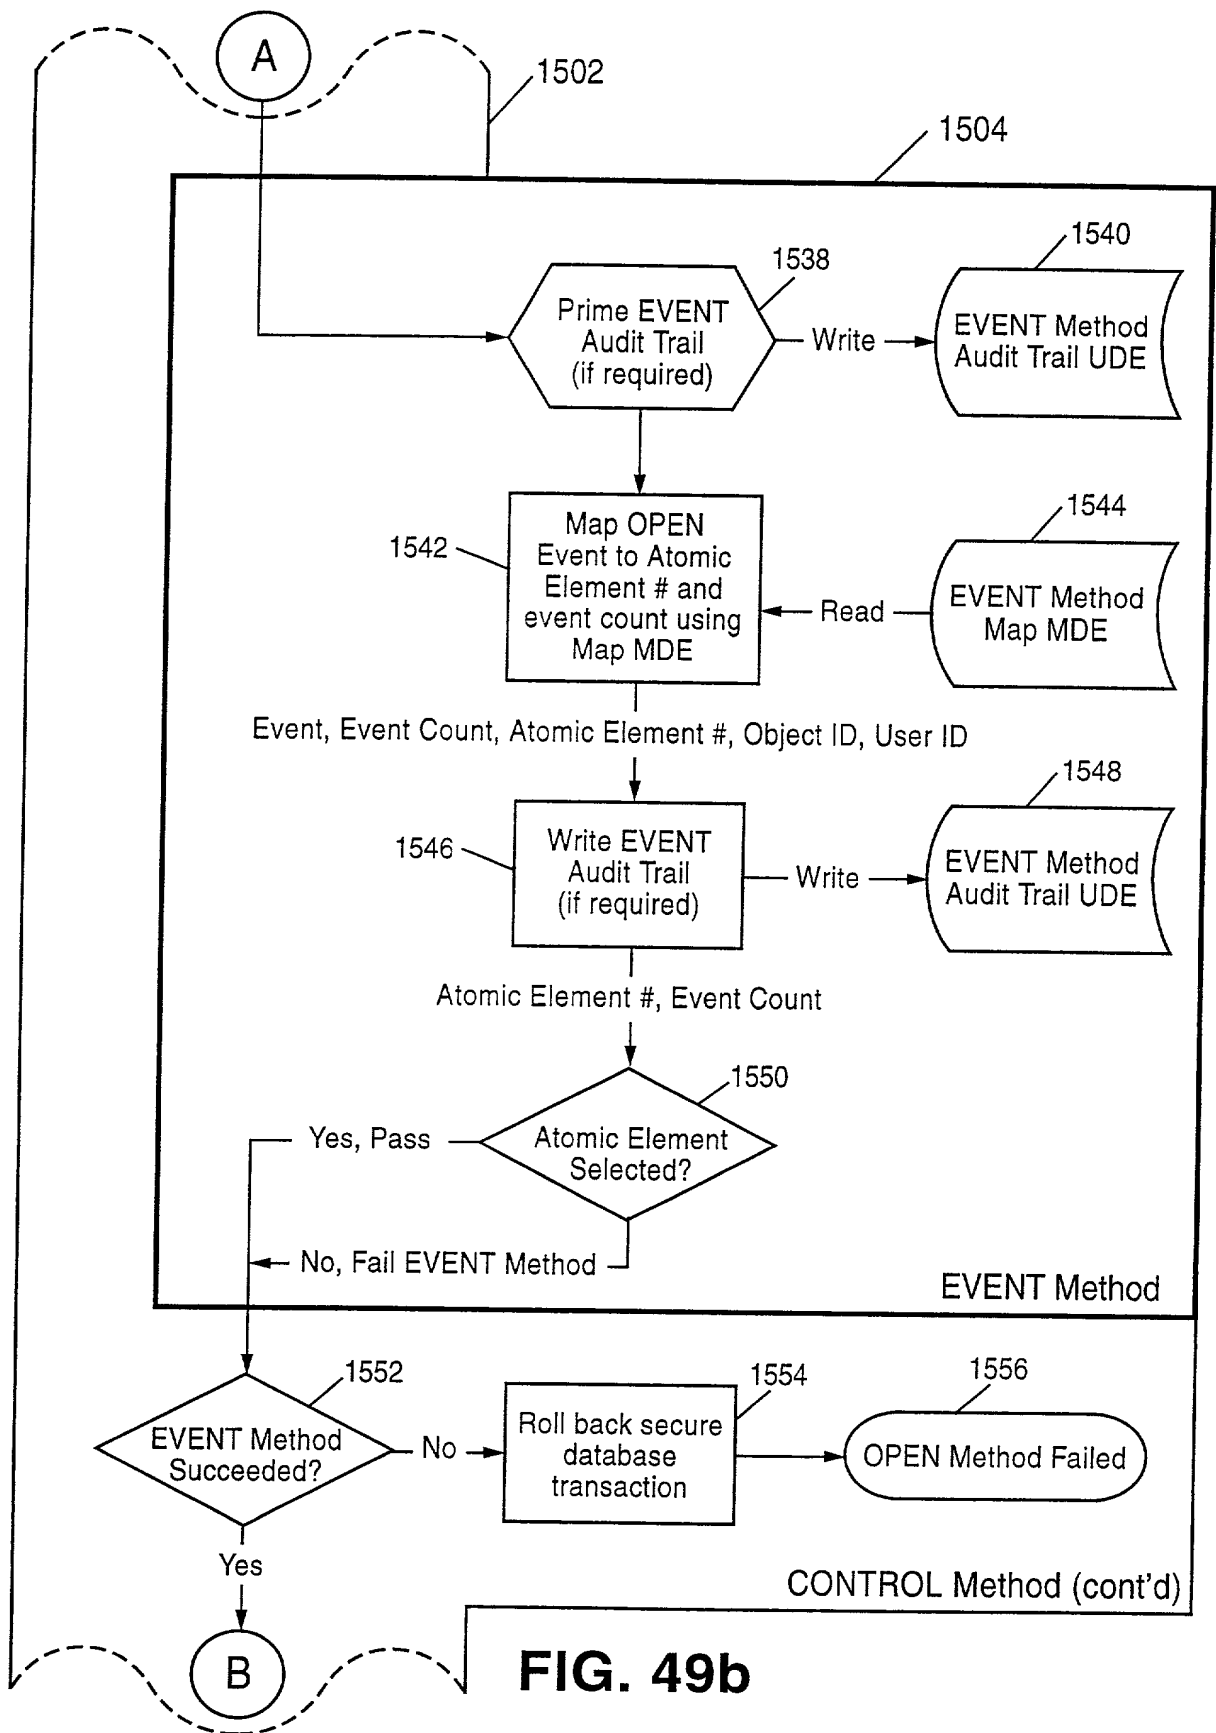 A
1502
1504
1540
1538
Prime EVENT
Audit Trail
(if required)
Write
EVENT Method
Audit Trail UDE
1544
1542
Map OPEN
Event to Atomic
Element # and
event count using
Map MDE
Read
EVENT Method
Map MDE
Event, Event Count, Atomic Element #, Object ID, User ID
1548
1546
Write EVENT
Audit Trail
(if required)
Write
EVENT Method
Audit Trail UDE
Atomic Element #, Event Count
1550
Yes, Pass
Atomic Element
Selected?
No, Fail EVENT Method
EVENT Method
1552
1554
1556
EVENT Method
Succeeded?
No
Roll back secure
database
transaction
OPEN Method Failed
Yes
CONTROL Method (cont'd)
B
FIG. 49b